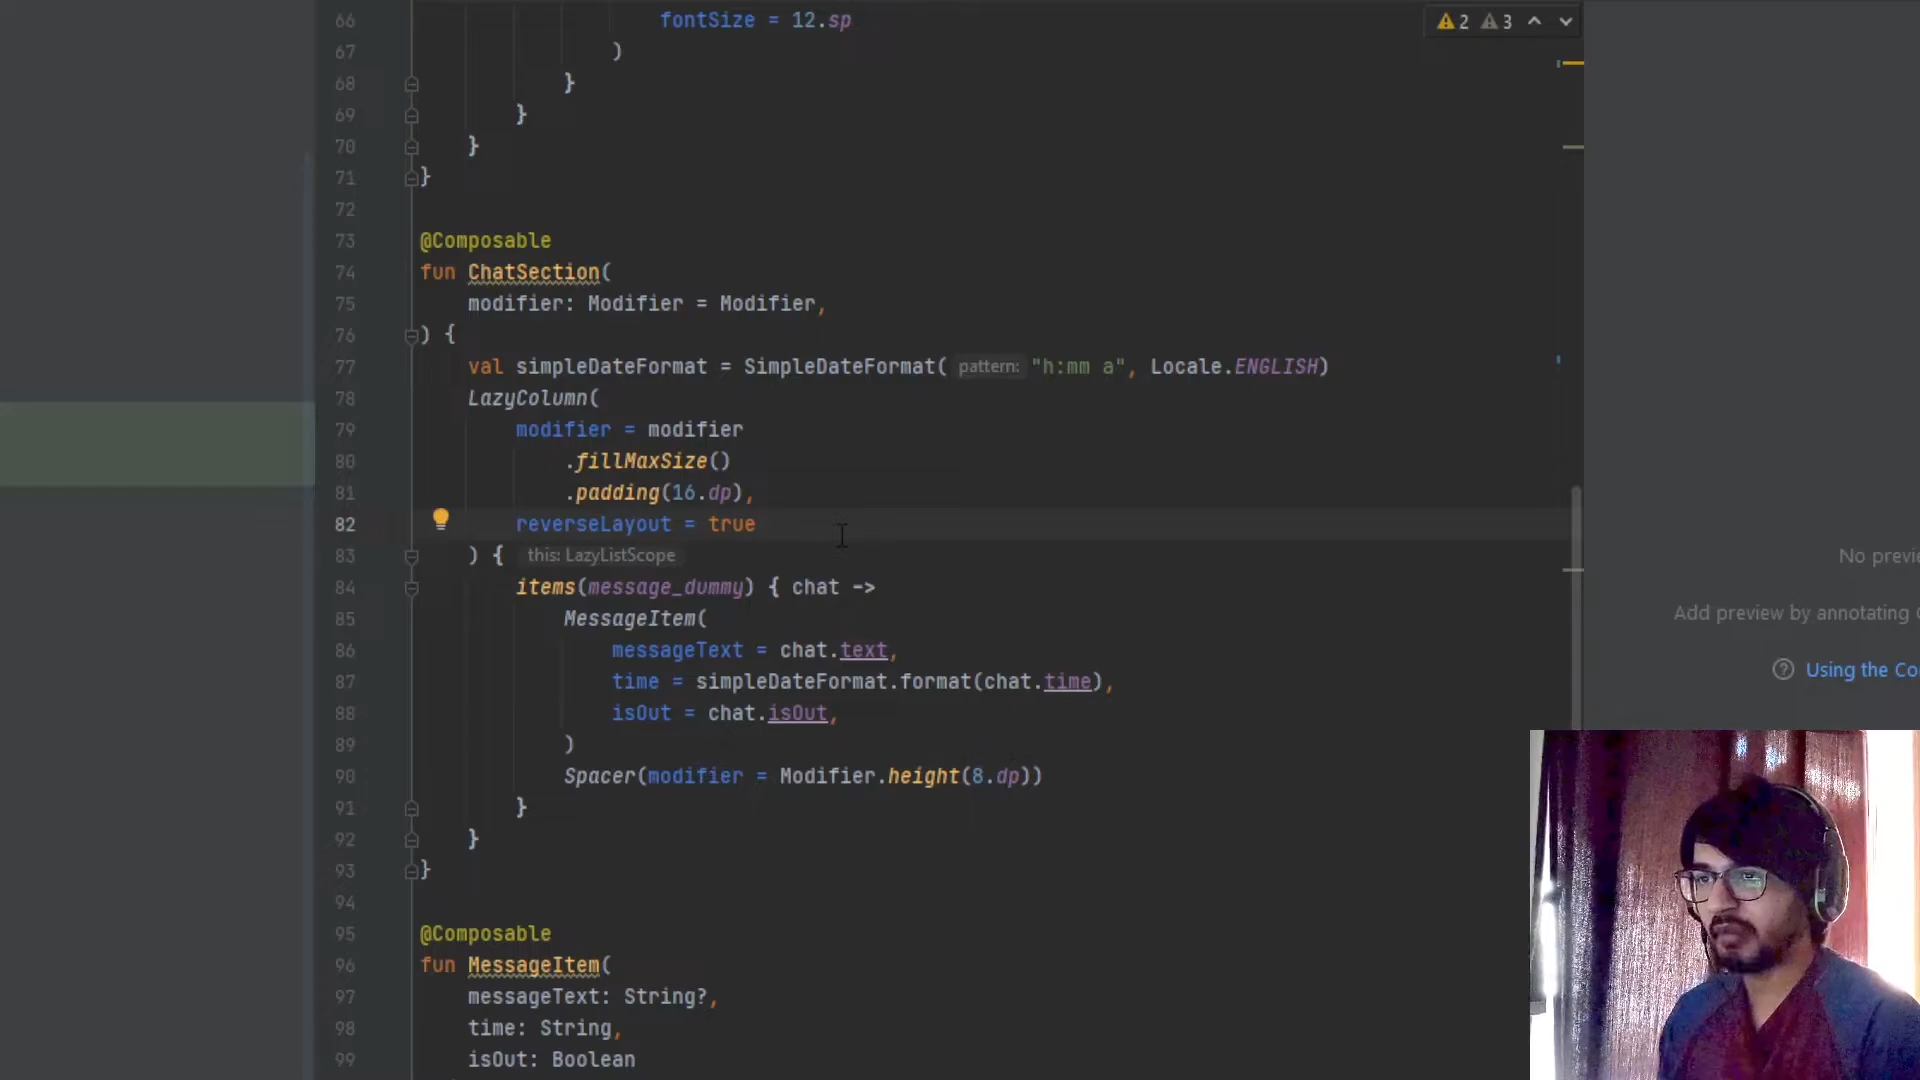 66 fontSize = 12.sp
67 )
68 }
69 }
70 }
71 }
72
73 @Composable
74 fun ChatSection(
75 modifier: Modifier = Modifier,
76 ) {
77 val simpleDateFormat = SimpleDateFormat( pattern: "h:mm a", Locale.ENGLISH)
78 LazyColumn(
79 modifier = modifier
80 .fillMaxSize()
81 .padding(16.dp),
82 reverseLayout = true
83 ) { this: LazyListScope
84 items(message_dummy) { chat ->
85 MessageItem(
86 messageText = chat.text,
87 time = simpleDateFormat.format(chat.time),
88 isOut = chat.isOut,
89 )
90 Spacer(modifier = Modifier.height(8.dp))
91 }
92 }
93 }
94
95 @Composable
96 fun MessageItem(
97 messageText: String?,
98 time: String,
99 isOut: Boolean
2 3
No previe
Add preview by annotating C
Using the Co